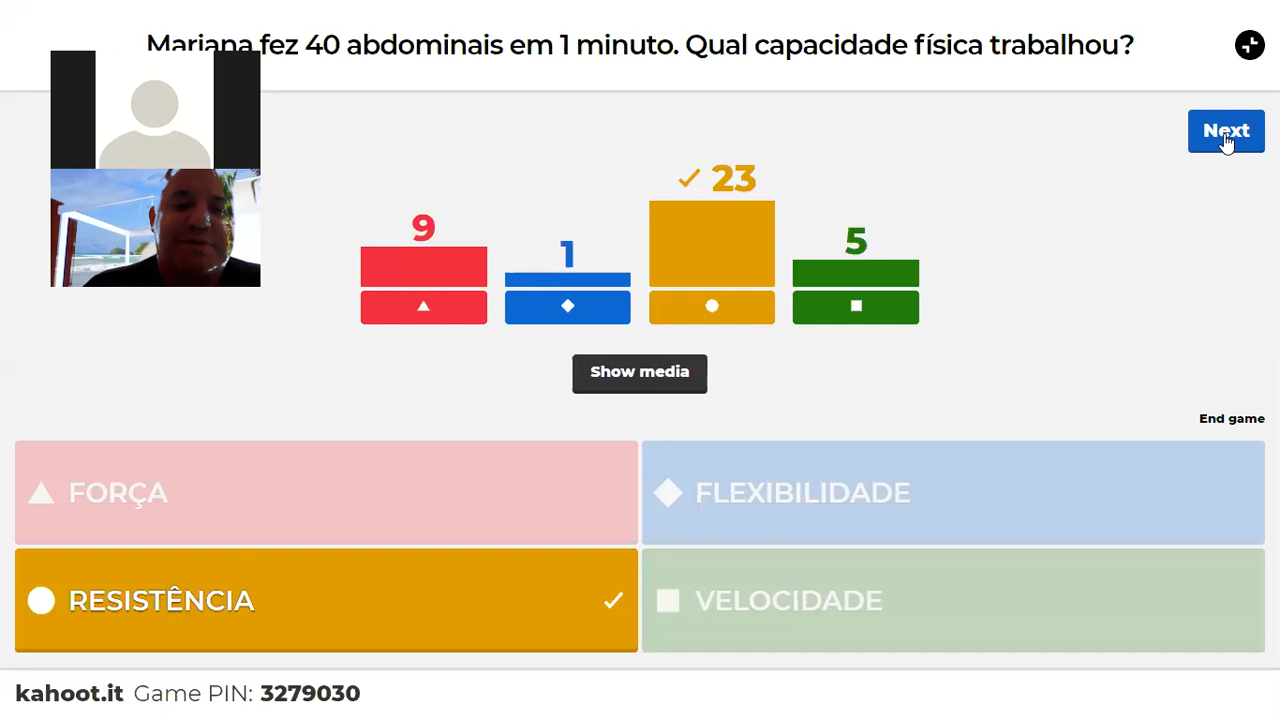 Mariana fez 40 abdominais em 1 minuto. Qual capacidade física trabalhou?
Next
9
1
23
5
Show media
End game
FORÇA
FLEXIBILIDADE
RESISTÊNCIA
VELOCIDADE
kahoot.it Game PIN: 3279030